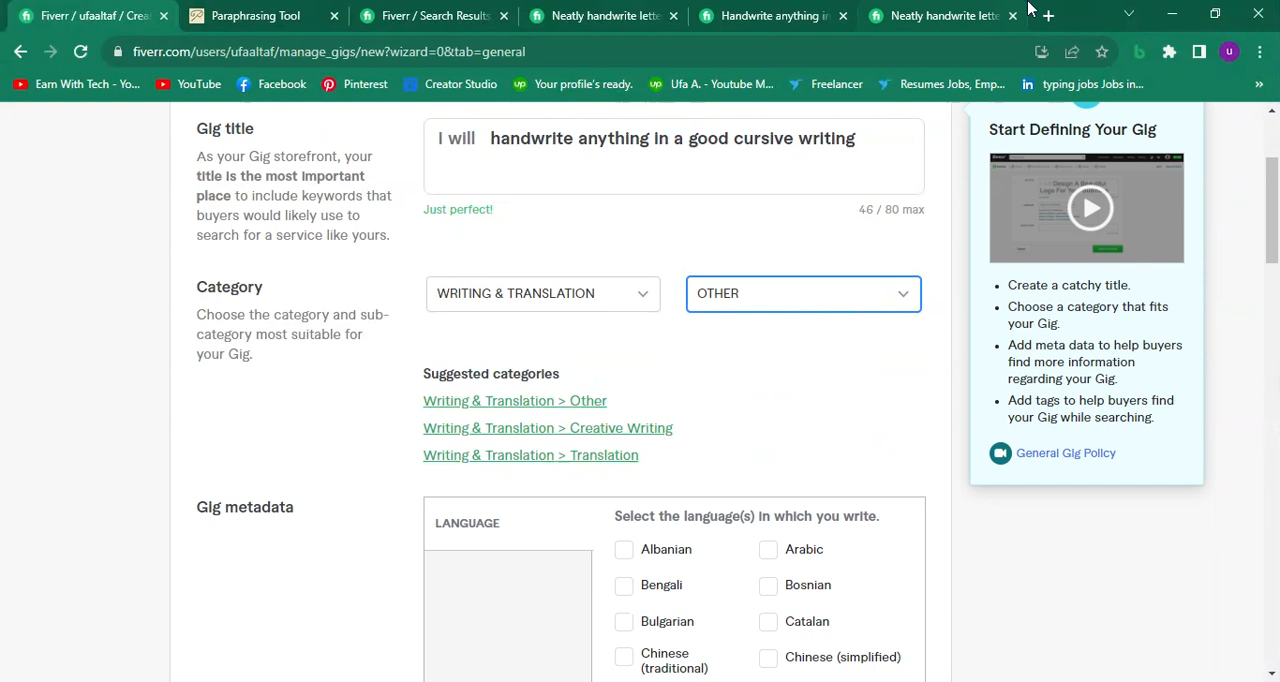 Fiverr / ufaaltaf / Crea
Paraphrasing Tool
Fiverr / Search Results
Neatly handwrite lette
Handwrite anything in
Neatly handwrite lette
fiverr.com/users/ufaaltaf/manage_gigs/new?wizard=0&tab=general
u
Earn With Tech - Yo...
YouTube
Facebook
Pinterest
Creator Studio
Your profile's ready.
Ufa A. - Youtube M...
Freelancer
Resumes Jobs, Emp...
typing jobs Jobs in...
Gig title
As your Gig storefront, your
title is the most important
place to include keywords that
buyers would likely use to
search for a service like yours.
I will handwrite anything in a good cursive writing
Just perfect!
46 / 80 max
Category
Choose the category and sub-
category most suitable for
your Gig.
WRITING & TRANSLATION
OTHER
Suggested categories
Writing & Translation > Other
Writing & Translation > Creative Writing
Writing & Translation > Translation
Gig metadata
LANGUAGE
Select the language(s) in which you write.
Albanian
Arabic
Bengali
Bosnian
Bulgarian
Catalan
Chinese
(traditional)
Chinese (simplified)
Start Defining Your Gig
Create a catchy title.
Choose a category that fits
your Gig.
Add meta data to help buyers
find more information
regarding your Gig.
Add tags to help buyers find
your Gig while searching.
General Gig Policy